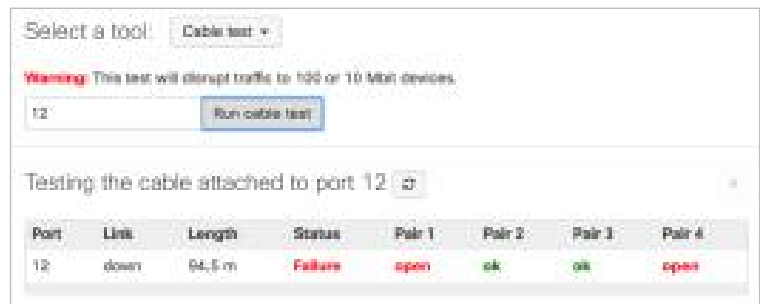 Select a tool: Cable test
Warning: This test will disrupt traffic to 100 or 10 Mbit devices.
12 Run cable test
Testing the cable attached to port 12
Port Link Length Status Pair 1 Pair 2 Pair 3 Pair 4
12 down 94.5 m Failure open ok ok open